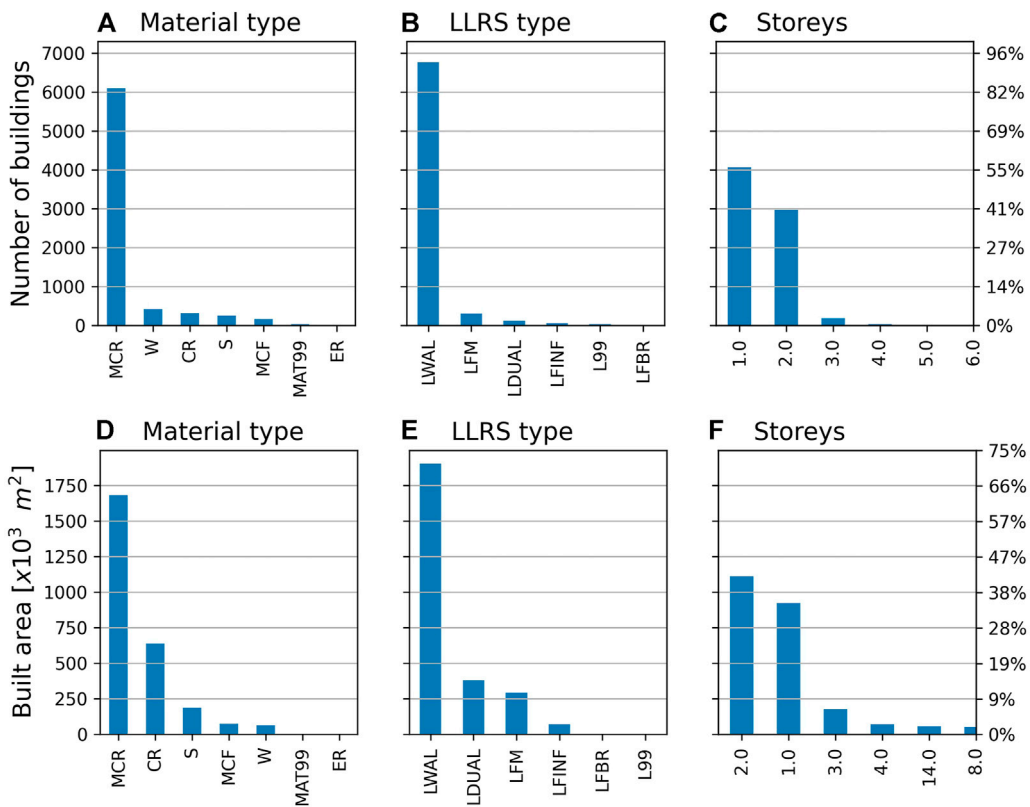 A Material type
B LLRS type
C Storeys
Number of buildings
7000
6000
5000
4000
3000
2000
1000
0
96%
82%
69%
55%
41%
27%
14%
0%
MCR
W
CR
S
MCF
MAT99
ER
LWAL
LFM
LDUAL
LFINF
L99
LFBR
1.0
2.0
3.0
4.0
5.0
6.0
D Material type
E LLRS type
F Storeys
Built area [x10³ m²]
1750
1500
1250
1000
750
500
250
0
75%
66%
57%
47%
38%
28%
19%
9%
0%
MCR
CR
S
MCF
W
MAT99
ER
LWAL
LDUAL
LFM
LFINF
LFBR
L99
2.0
1.0
3.0
4.0
14.0
8.0